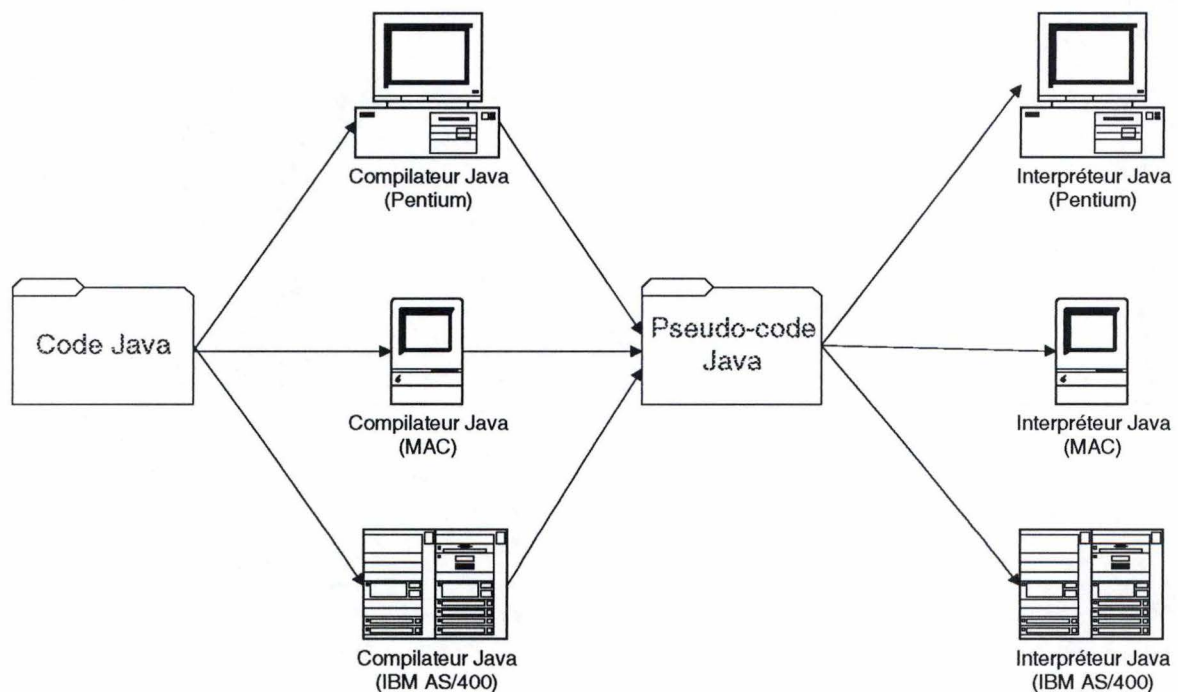 Compilateur Java
(Pentium)
Interpréteur Java
(Pentium)
Code Java
Pseudo-code
Java
Compilateur Java
(MAC)
Interpréteur Java
(MAC)
Compilateur Java
(IBM AS/400)
Interpréteur Java
(IBM AS/400)